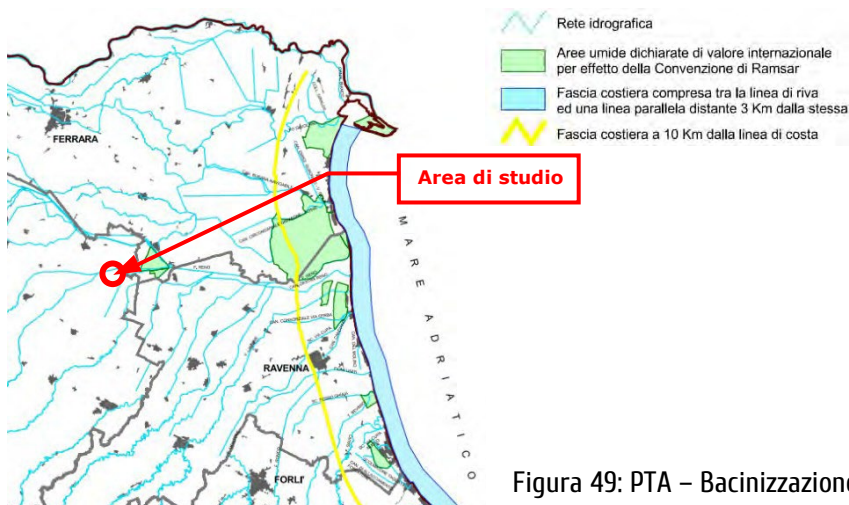 Rete idrografica
Aree umide dichiarate di valore internazionale
per effetto della Convenzione di Ramsar
Fascia costiera compresa tra la linea di riva
ed una linea parallela distante 3 Km dalla stessa
Fascia costiera a 10 Km dalla linea di costa
FERRARA
Area di studio
MARE ADRIATICO
RAVENNA
FORLI'
Figura 49: PTA – Bacinizzazione